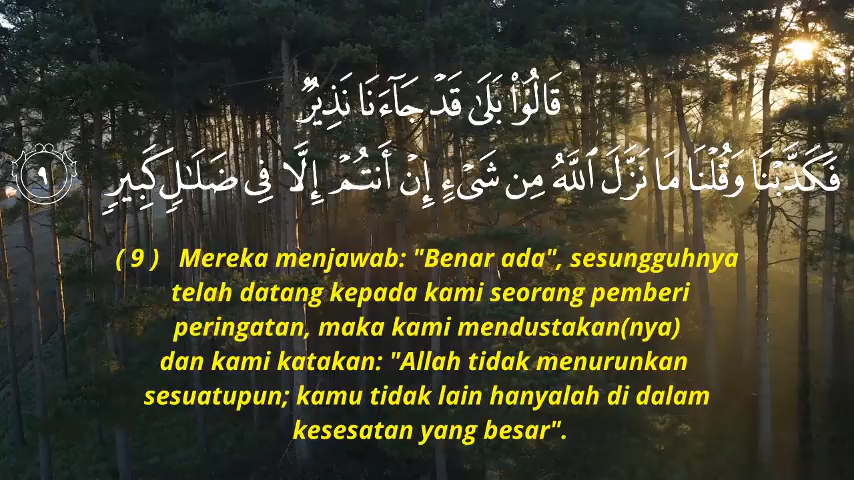 قَالُوا۟ بَلَىٰ قَدْ جَآءَنَا نَذِيرٌ
فَكَذَّبْنَا وَقُلْنَا مَا نَزَّلَ ٱللَّهُ مِن شَىْءٍ إِنْ أَنتُمْ إِلَّا فِى ضَلَـٰلٍ كَبِيرٍ ٩
( 9 ) Mereka menjawab: "Benar ada", sesungguhnya
telah datang kepada kami seorang pemberi
peringatan, maka kami mendustakan(nya)
dan kami katakan: "Allah tidak menurunkan
sesuatupun; kamu tidak lain hanyalah di dalam
kesesatan yang besar".